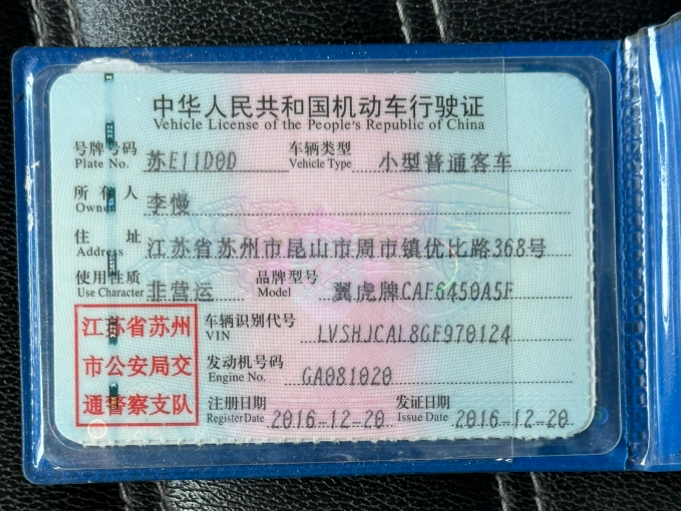 中华人民共和国机动车行驶证
Vehicle License of the People's Republic of China
号牌号码 苏E11D0D 车辆类型 小型普通客车
Plate No. Vehicle Type
所有人 李慢
Owner
住址 江苏省苏州市昆山市周市镇优比路368号
Address
使用性质 非营运 品牌型号 翼虎牌CAF6450A5F
Use Character Model
江苏省苏州
市公安局交
通警察支队
车辆识别代号 LVSHJCAL8GE970124
VIN
发动机号码 GA081020
Engine No.
注册日期 2016-12-20 发证日期 2016-12-20
Register Date Issue Date